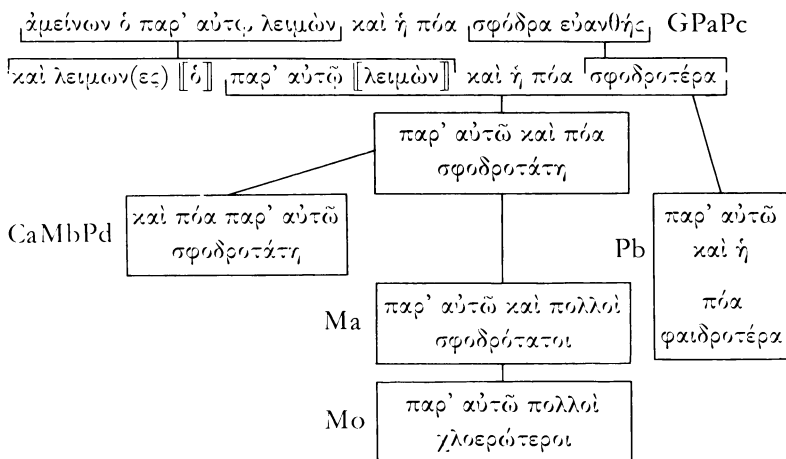 ἀμείνων ὁ παρ' αὐτῳ λειμὼν καὶ ἡ πόα σφόδρα εὐανθής GPaPc
καὶ λειμων(ες) ⟦ὁ⟧ παρ' αὐτῷ ⟦λειμὼν⟧ καὶ ἡ πόα σφοδροτέρα
παρ' αὐτῶ καὶ πόα
σφοδροτάτη
CaMbPd
καὶ πόα παρ' αὐτῶ
σφοδροτάτη
Pb
παρ' αὐτῶ
καὶ ἡ
πόα
φαιδροτέρα
Ma
παρ' αὐτῶ καὶ πολλοὶ
σφοδρότατοι
Mo
παρ' αὐτῶ πολλοὶ
χλοερώτεροι